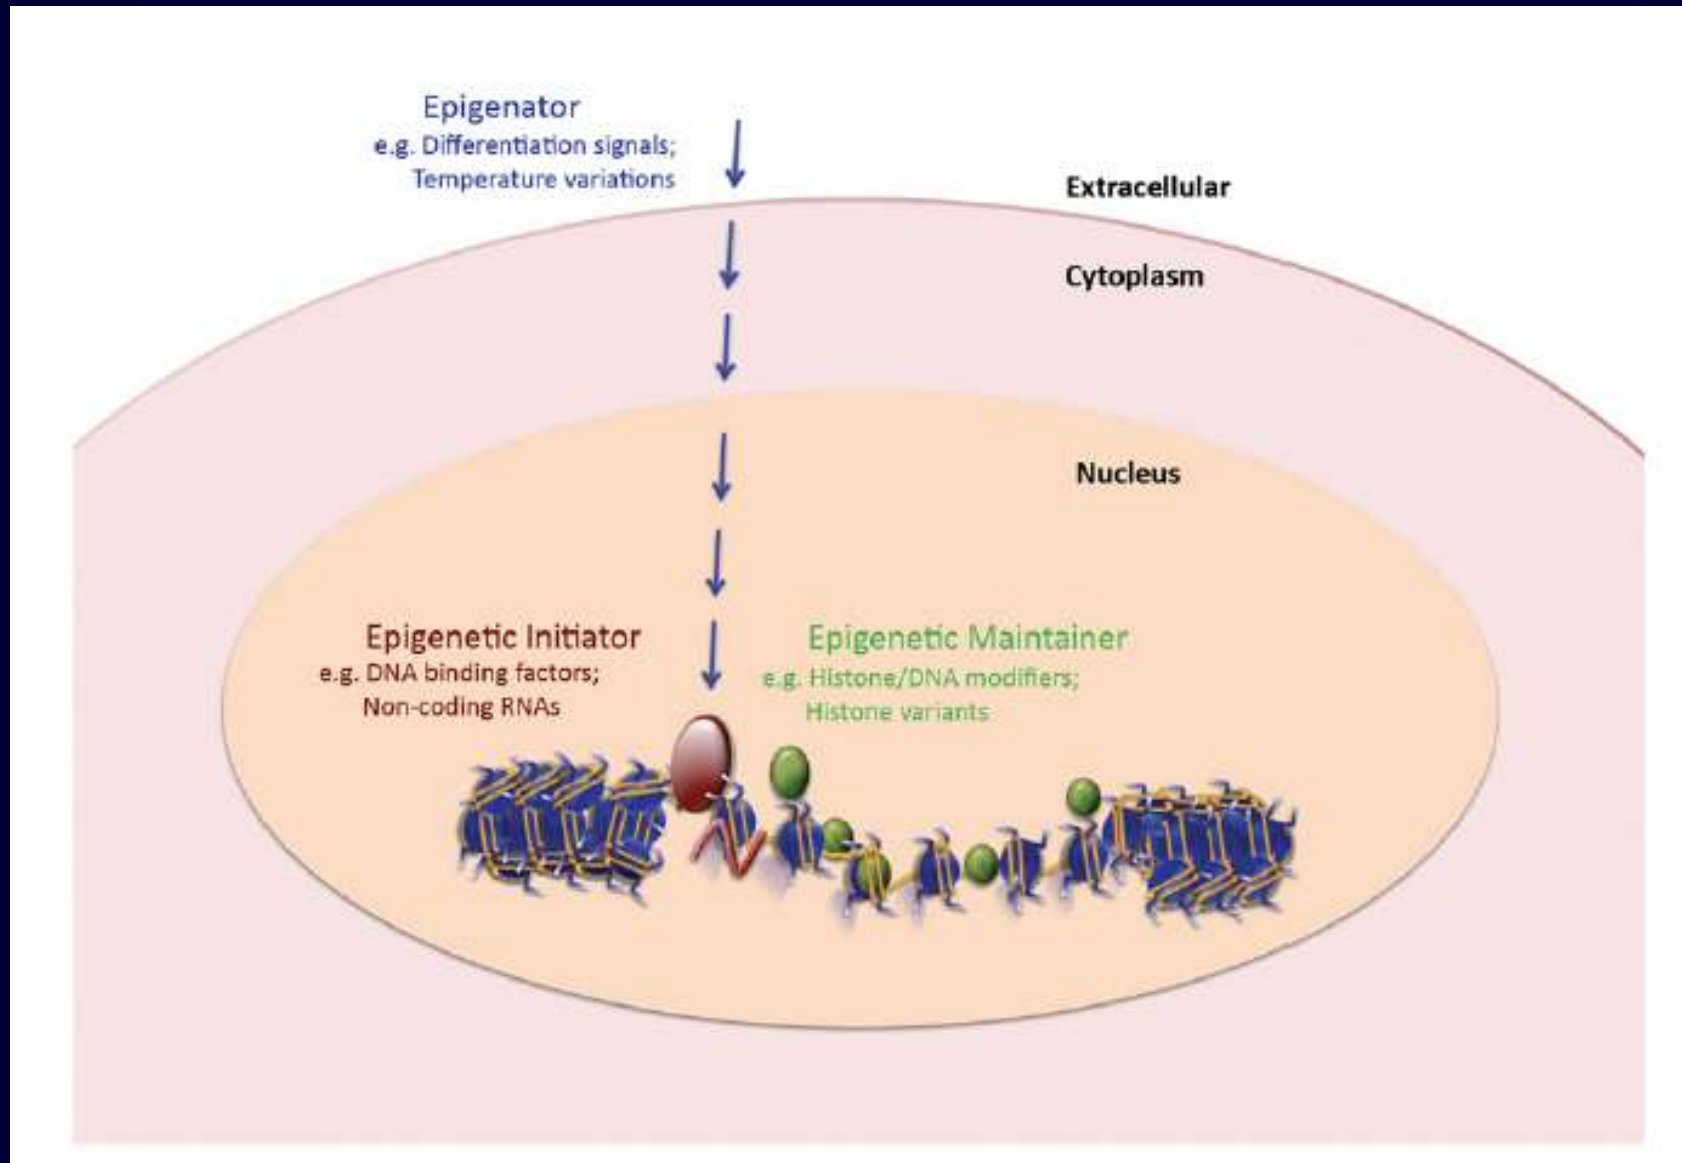 Epigenator
e.g. Differentiation signals;
Temperature variations
Extracellular
Cytoplasm
Nucleus
Epigenetic Initiator
e.g. DNA binding factors;
Non-coding RNAs
Epigenetic Maintainer
e.g. Histone/DNA modifiers;
Histone variants